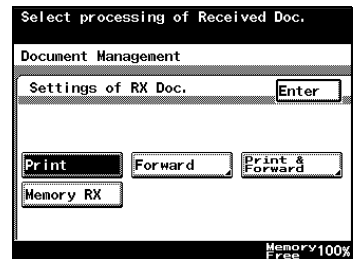 Select processing of Received Doc.
Document Management
Settings of RX Doc.
Enter
Print
Forward
Print &
Forward
Memory RX
Memory
Free 100%